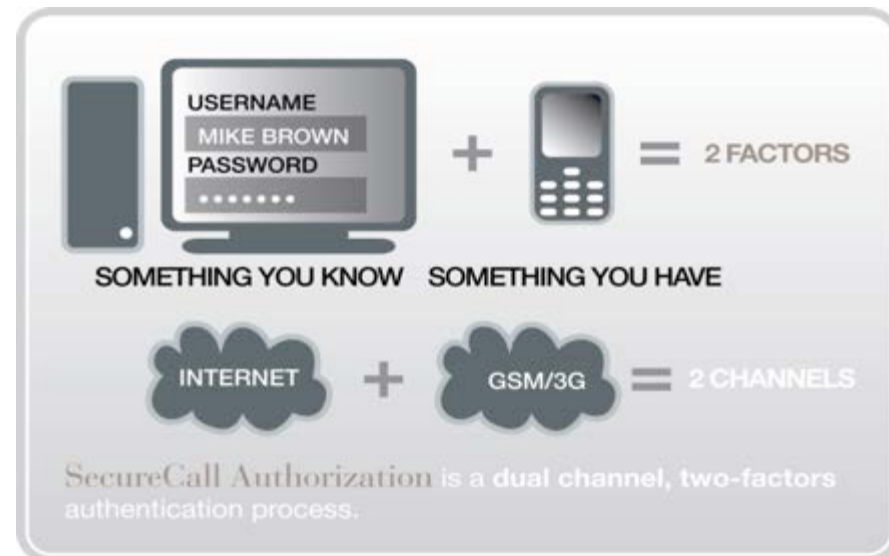 USERNAME
MIKE BROWN
PASSWORD
•••••••
+ = 2 FACTORS
SOMETHING YOU KNOW SOMETHING YOU HAVE
INTERNET + GSM/3G = 2 CHANNELS
SecureCall Authorization is a dual channel, two-factors
authentication process.